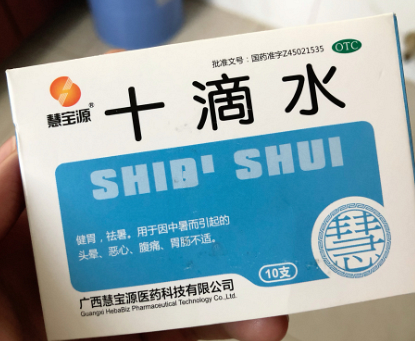 批准文号：国药准字Z45021535
OTC
慧宝源®
十滴水
SHIDI SHUI
健胃，祛暑。用于因中暑而引起的
头晕、恶心、腹痛、胃肠不适。
10支
慧
广西慧宝源医药科技有限公司
Guangxi HebaBiz Pharmaceutical Technology Co.,Ltd.